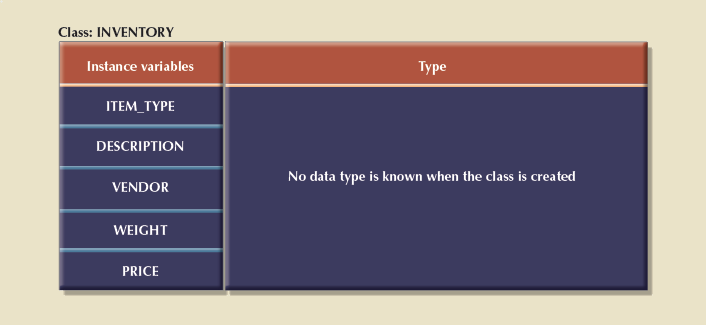 Class: INVENTORY
Instance variables
Type
ITEM_TYPE
DESCRIPTION
VENDOR
WEIGHT
PRICE
No data type is known when the class is created